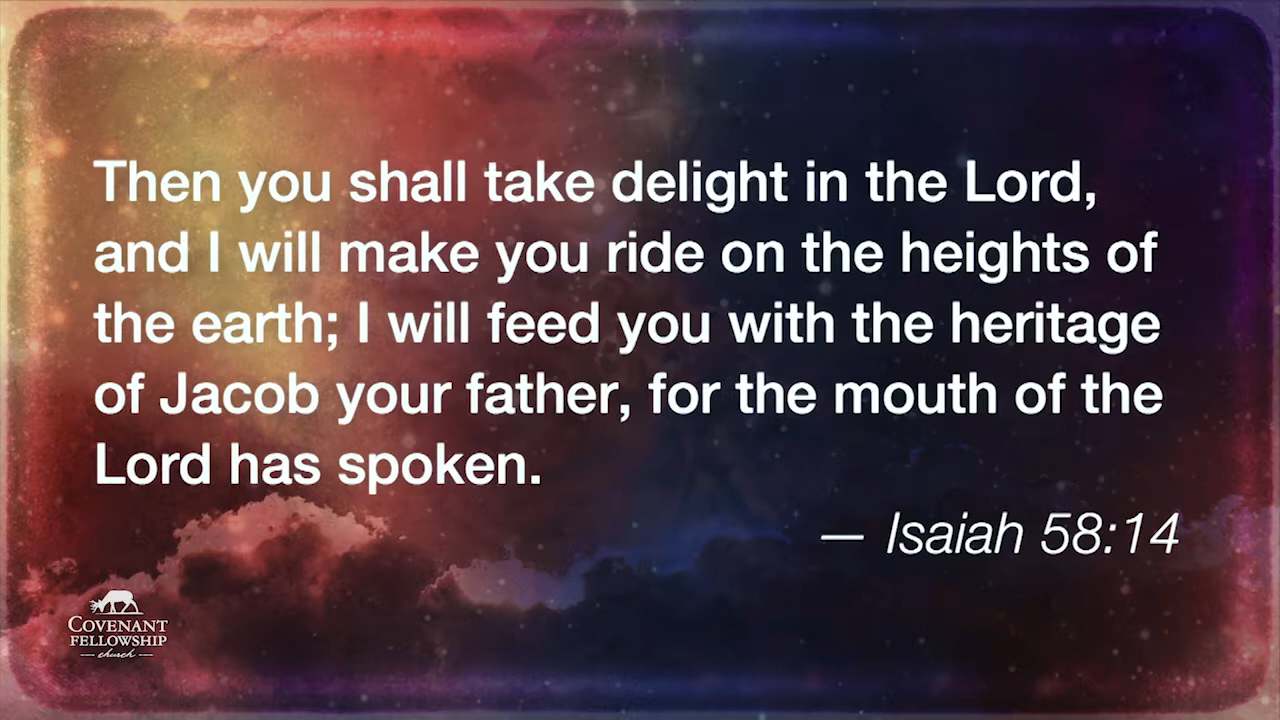 Then you shall take delight in the Lord,
and I will make you ride on the heights of
the earth; I will feed you with the heritage
of Jacob your father, for the mouth of the
Lord has spoken.
— Isaiah 58:14
COVENANT
FELLOWSHIP
church